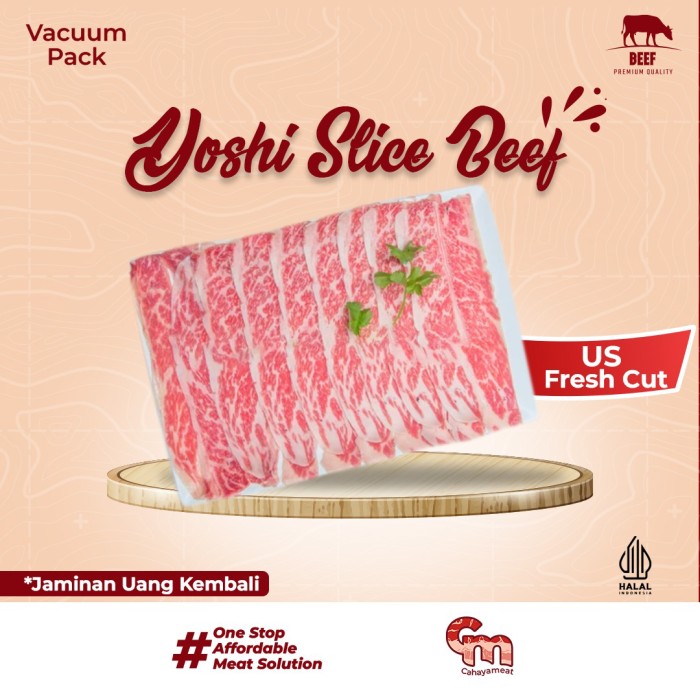 Vacuum
Pack
BEEF
PREMIUM QUALITY
Yoshi Slice Beef
US
Fresh Cut
*Jaminan Uang Kembali
HALAL
INDONESIA
#One Stop
Affordable
Meat Solution
cm
Cahayameat